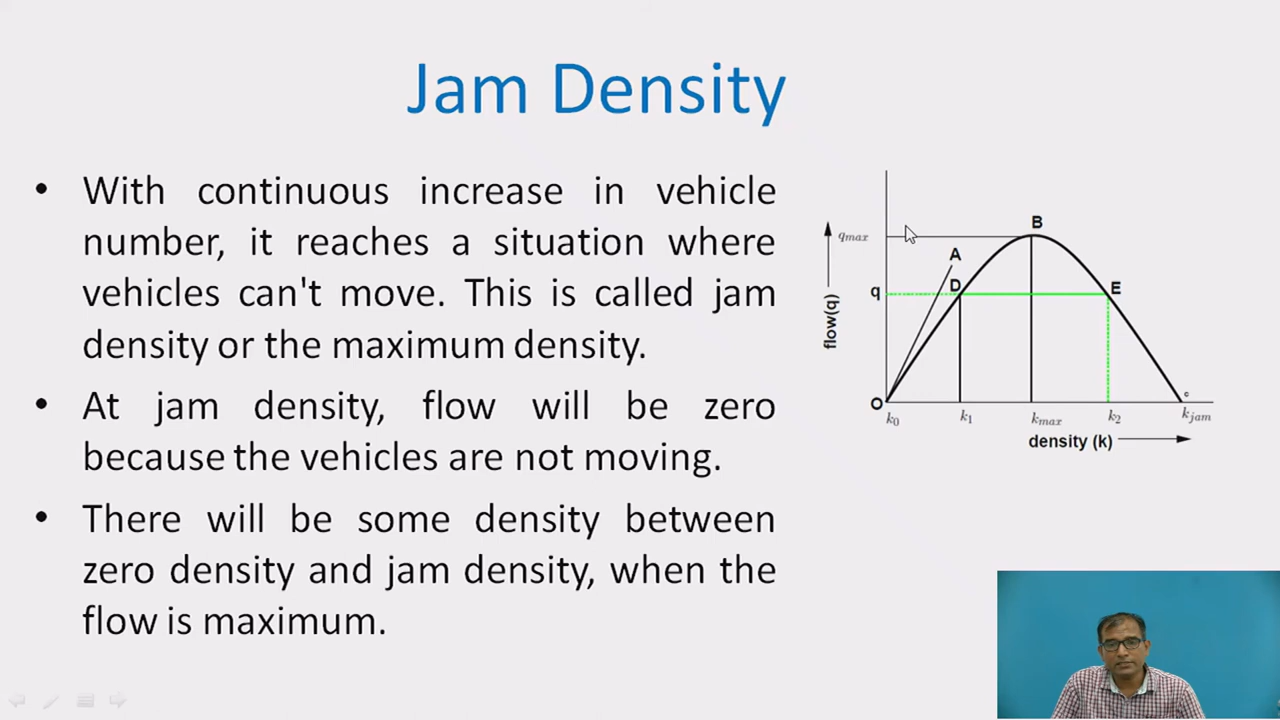 Jam Density
• With continuous increase in vehicle
number, it reaches a situation where
vehicles can't move. This is called jam
density or the maximum density.
• At jam density, flow will be zero
because the vehicles are not moving.
• There will be some density between
zero density and jam density, when the
flow is maximum.
B
qmax
A
D
E
q
flow(q)
O
c
k0 k1 kmax k2 kjam
density (k)